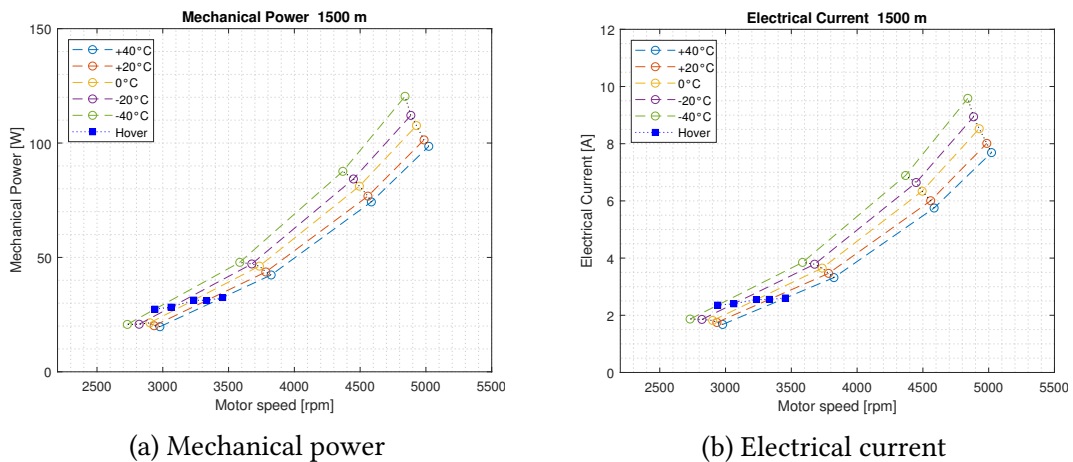 Mechanical Power 1500 m
150
100
50
0
Mechanical Power [W]
+40°C
+20°C
0°C
-20°C
-40°C
Hover
2500 3000 3500 4000 4500 5000 5500
Motor speed [rpm]
(a) Mechanical power
Electrical Current 1500 m
12
10
8
6
4
2
0
Electrical Current [A]
+40°C
+20°C
0°C
-20°C
-40°C
Hover
2500 3000 3500 4000 4500 5000 5500
Motor speed [rpm]
(b) Electrical current